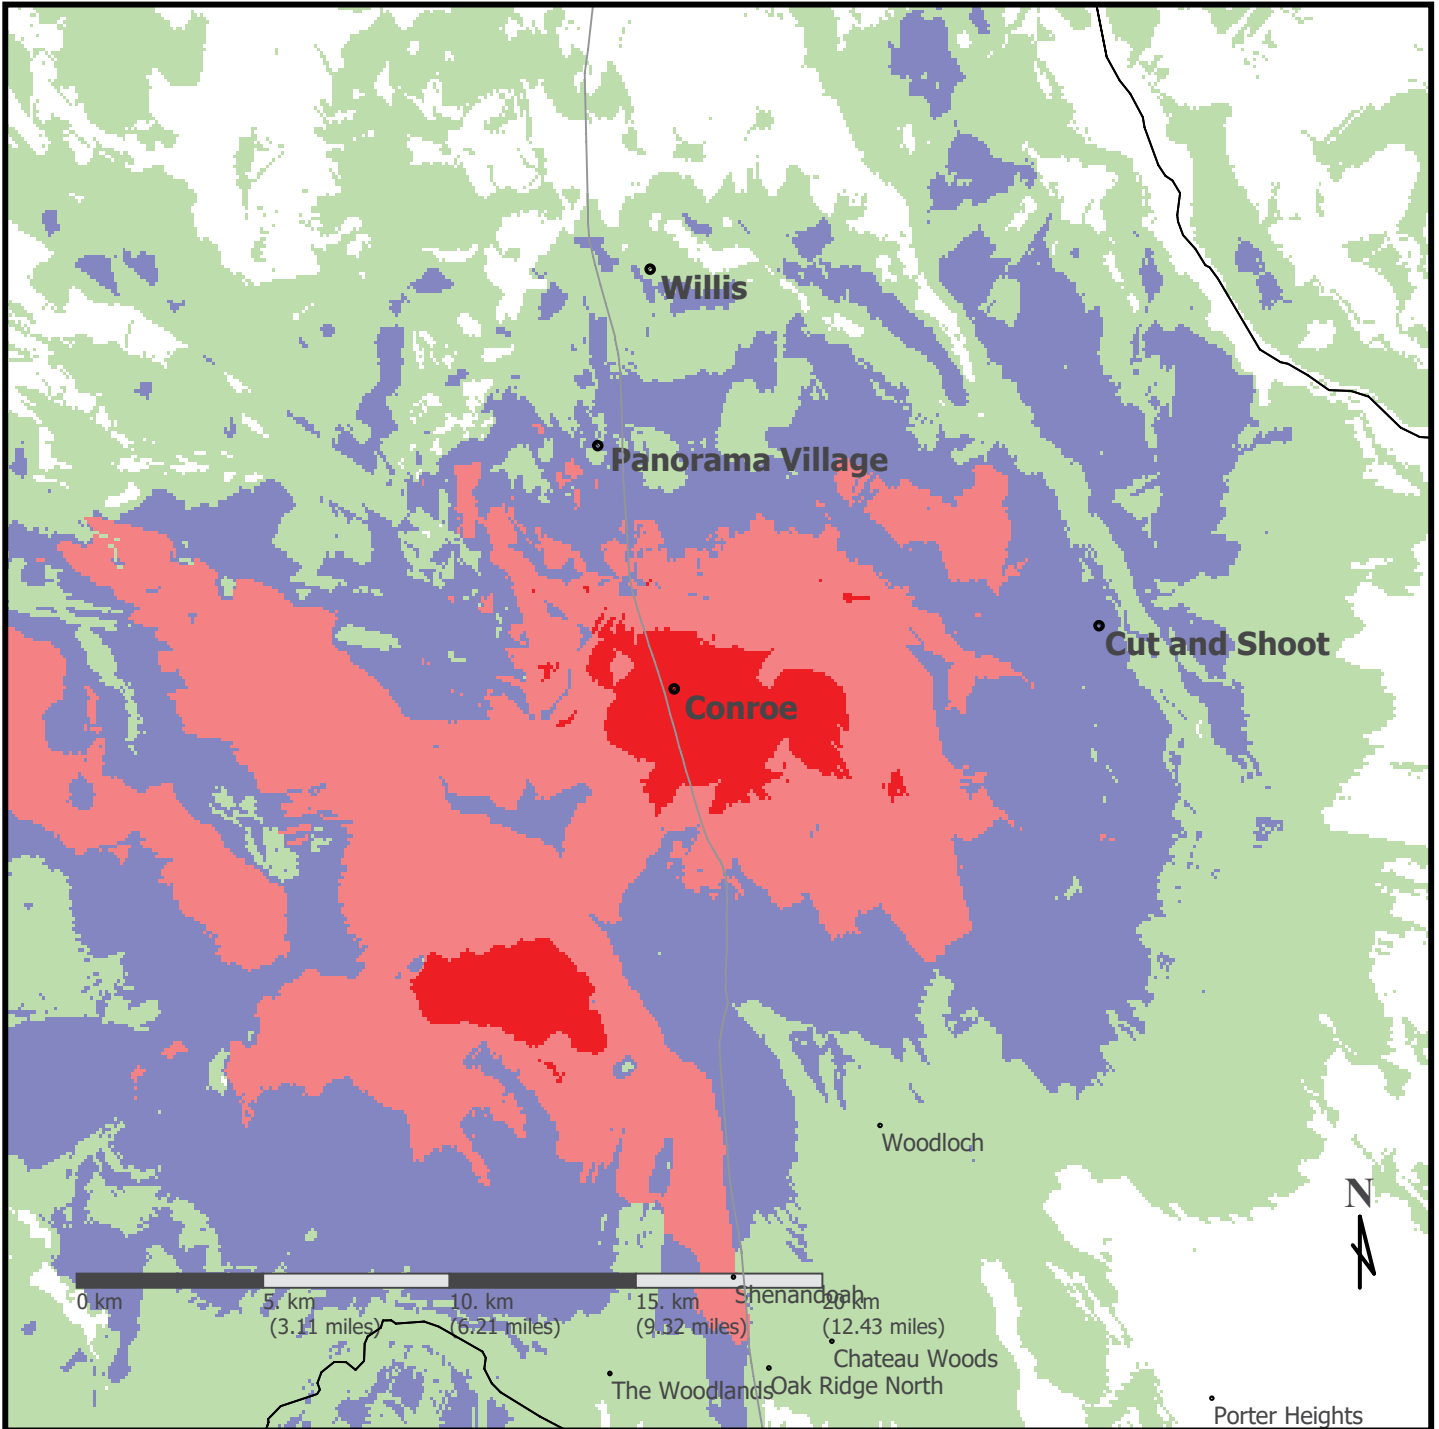 Willis
Panorama Village
Cut and Shoot
Conroe
Woodloch
N
Shenandoah
0 km
5. km
(3.11 miles)
10. km
(6.21 miles)
15. km
(9.32 miles)
20 km
(12.43 miles)
Chateau Woods
The Woodlands
Oak Ridge North
Porter Heights